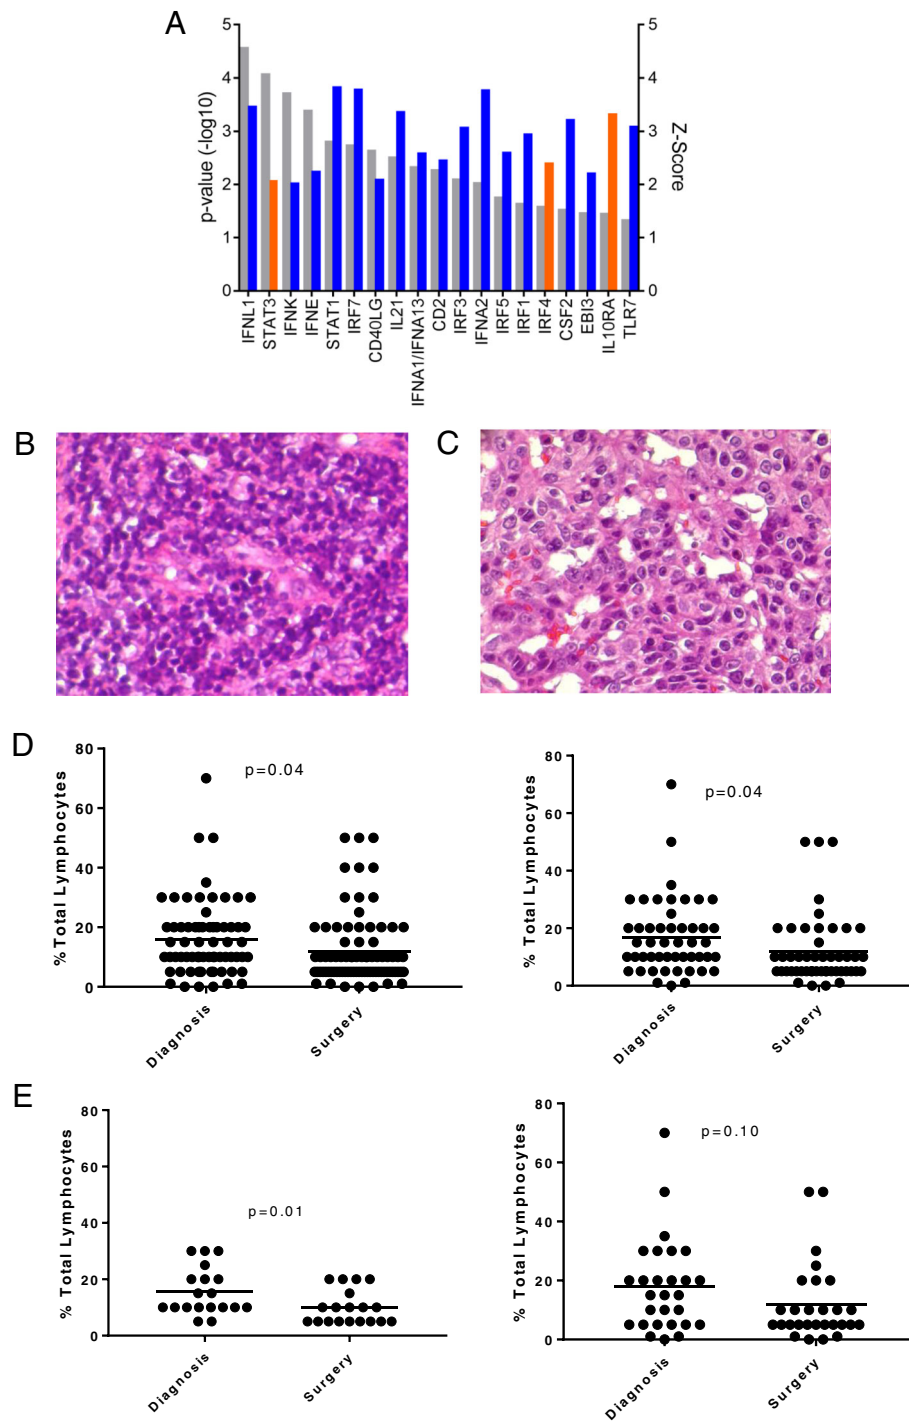 A
p-value (-log10)
5
4
3
2
1
0
5
4
3
2
1
0
Z-Score
IFNL1
STAT3
IFNK
IFNE
STAT1
IRF7
CD40LG
IL21
IFNA1/IFNA13
CD2
IRF3
IFNA2
IRF5
IRF1
IRF4
CSF2
EBI3
IL10RA
TLR7
B
C
D
% Total Lymphocytes
80
60
40
20
0
p=0.04
Diagnosis
Surgery
% Total Lymphocytes
80
60
40
20
0
p=0.04
Diagnosis
Surgery
E
% Total Lymphocytes
80
60
40
20
0
p=0.01
Diagnosis
Surgery
% Total Lymphocytes
80
60
40
20
0
p=0.10
Diagnosis
Surgery